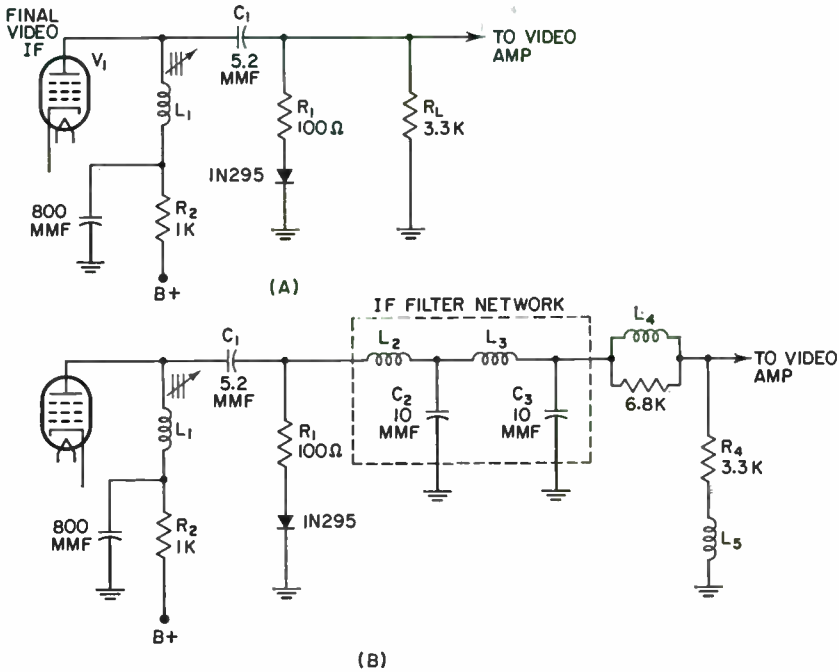 FINAL
VIDEO
IF
V1
L1
C1
5.2
MMF
TO VIDEO
AMP
R1
100Ω
RL
3.3K
1N295
800
MMF
R2
1K
B+
(A)
IF FILTER NETWORK
C1
5.2
MMF
L1
L2
L3
L4
6.8K
TO VIDEO
AMP
C2
10
MMF
C3
10
MMF
R1
100Ω
R4
3.3K
L5
1N295
800
MMF
R2
1K
B+
(B)